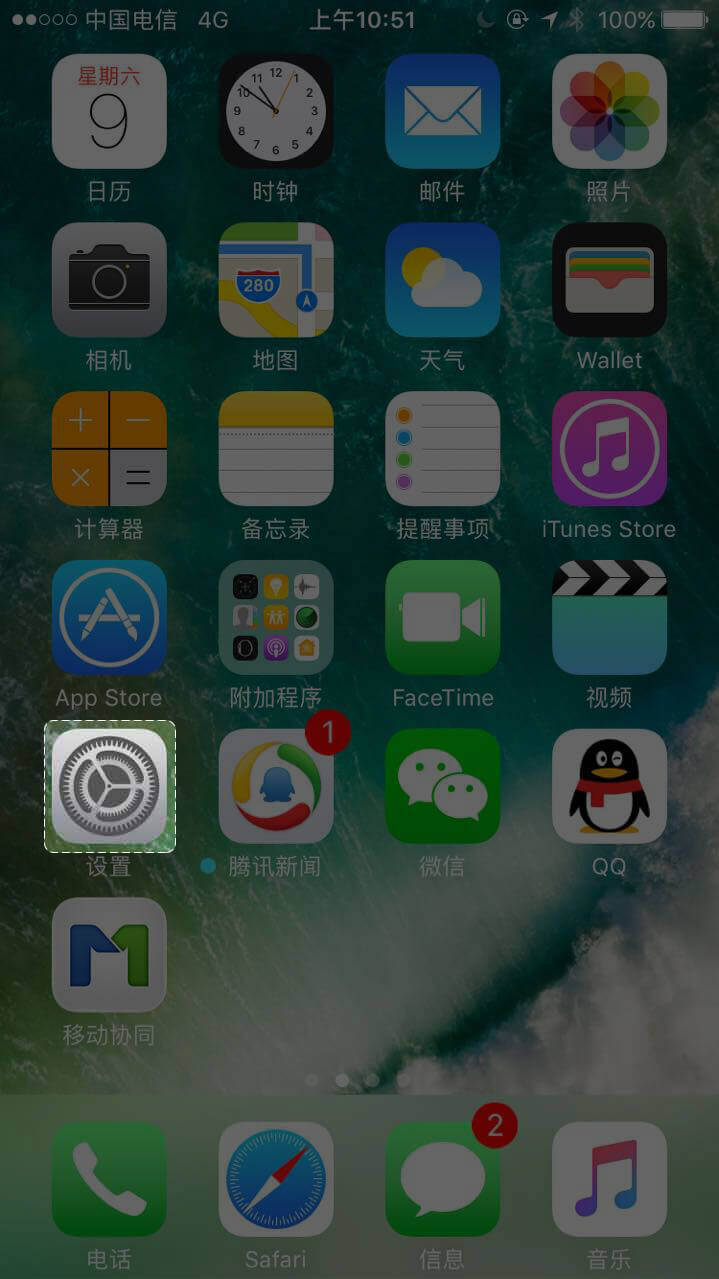 中国电信 4G 上午10:51 100%
星期六
9
12
11 1
10 2
9 3
8 4
7 5
6
日历 时钟 邮件 照片
280
相机 地图 天气 Wallet
计算器 备忘录 提醒事项 iTunes Store
App Store 附加程序 FaceTime 视频
1
设置 腾讯新闻 微信 QQ
移动协同
2
电话 Safari 信息 音乐